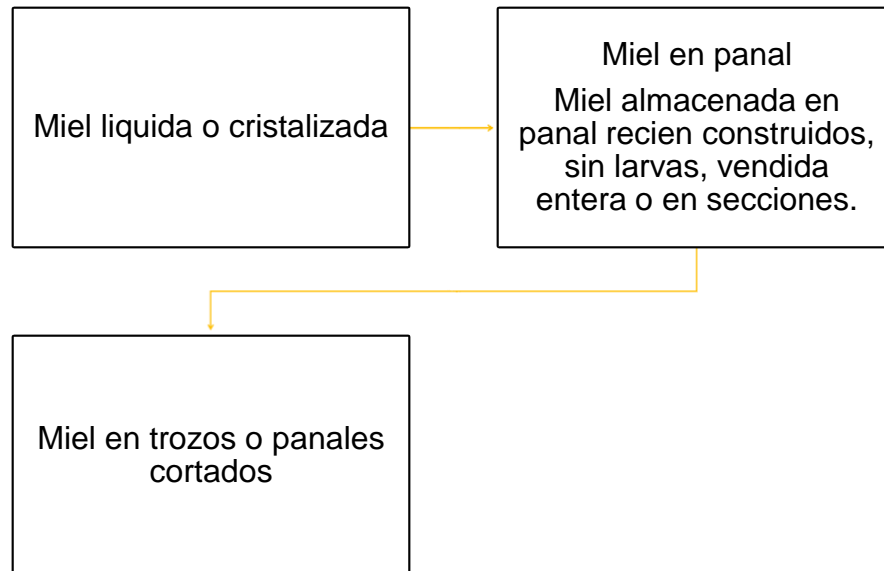 Miel liquida o cristalizada
Miel en panal
Miel almacenada en
panal recien construidos,
sin larvas, vendida
entera o en secciones.
Miel en trozos o panales
cortados